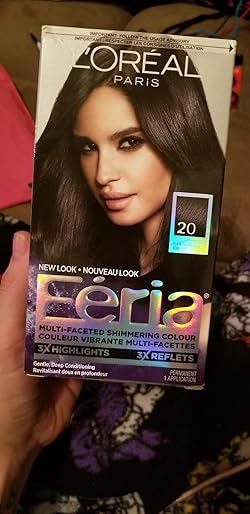 IMPORTANT: FOLLOW THE USAGE ADVISORY
IMPORTANT: RESPECTER LES CONSIGNES D'UTILISATION
L'ORÉAL
PARIS
20
NEW LOOK • NOUVEAU LOOK
Féria®
MULTI-FACETED SHIMMERING COLOUR
COULEUR VIBRANTE MULTI-FACETTES
3X HIGHLIGHTS 3X REFLETS
Gentle, Deep Conditioning
Revitalisant doux en profondeur
PERMANENT
1 APPLICATION